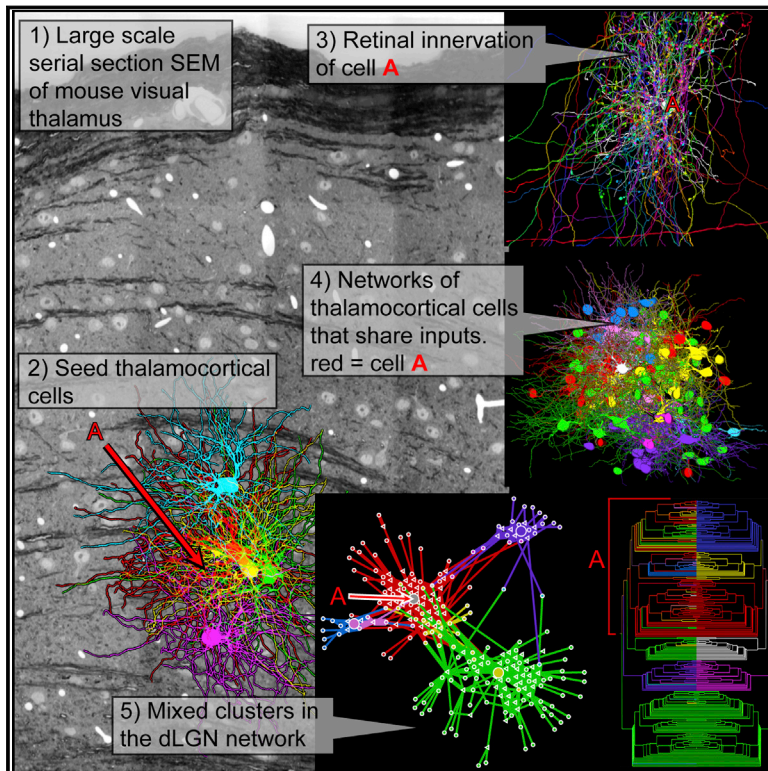 1) Large scale
serial section SEM
of mouse visual
thalamus
3) Retinal innervation
of cell A
A
4) Networks of
thalamocortical cells
that share inputs.
red = cell A
2) Seed thalamocortical
cells
A
A
A
5) Mixed clusters in
the dLGN network